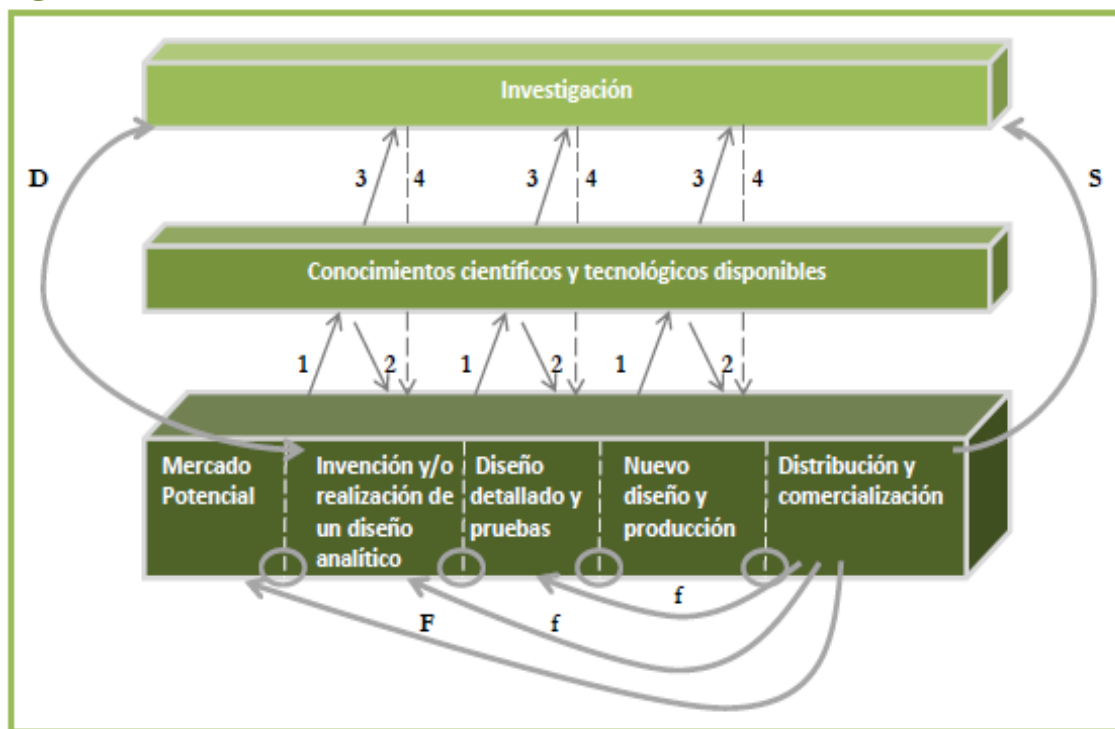 Investigación
D
3
4
3
4
3
4
S
Conocimientos científicos y tecnológicos disponibles
1
2
1
2
1
2
Mercado
Potencial
Invención y/o
realización de
un diseño
analítico
Diseño
detallado y
pruebas
Nuevo
diseño y
producción
Distribución y
comercialización
f
F
f